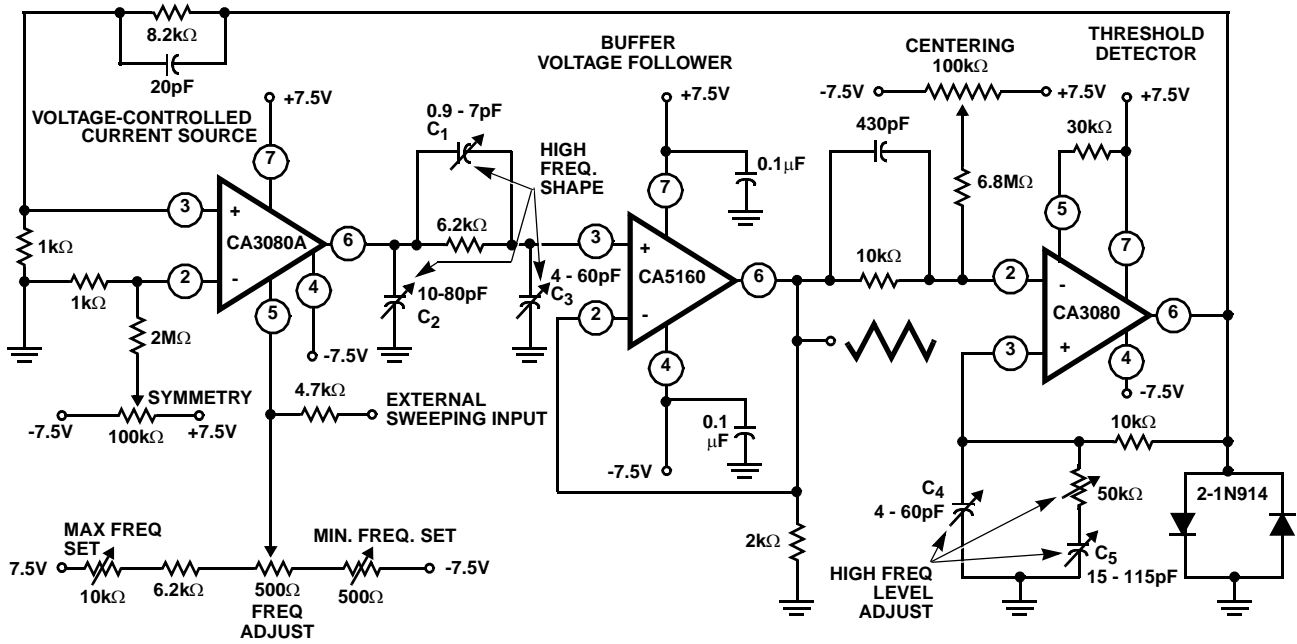 8.2kΩ
20pF
VOLTAGE-CONTROLLED
CURRENT SOURCE
+7.5V
7
3
+
CA3080A
6
2
-
4
5
-7.5V
1kΩ
1kΩ
2MΩ
SYMMETRY
-7.5V
+7.5V
100kΩ
4.7kΩ
EXTERNAL
SWEEPING INPUT
MAX FREQ
SET
7.5V
10kΩ
6.2kΩ
500Ω
FREQ
ADJUST
MIN. FREQ. SET
500Ω
-7.5V
0.9 - 7pF
C1
HIGH
FREQ.
SHAPE
6.2kΩ
10-80pF
C2
4 - 60pF
C3
BUFFER
VOLTAGE FOLLOWER
+7.5V
0.1μF
7
3
+
CA5160
6
2
-
4
0.1
μF
-7.5V
2kΩ
CENTERING
100kΩ
-7.5V
+7.5V
430pF
10kΩ
6.8MΩ
THRESHOLD
DETECTOR
+7.5V
30kΩ
5
7
2
-
CA3080
6
3
+
4
-7.5V
10kΩ
C4
4 - 60pF
50kΩ
C5
15 - 115pF
HIGH FREQ
LEVEL
ADJUST
2-1N914